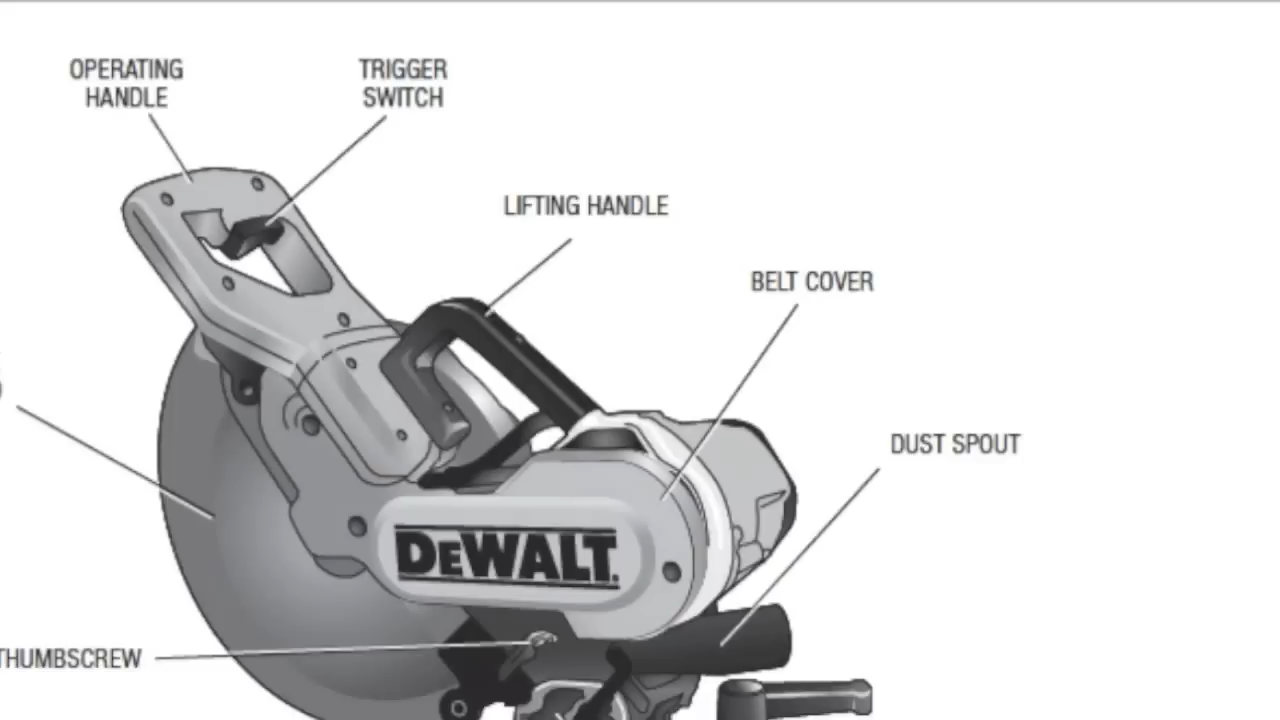 OPERATING
HANDLE
TRIGGER
SWITCH
LIFTING HANDLE
BELT COVER
DUST SPOUT
DEWALT
THUMBSCREW